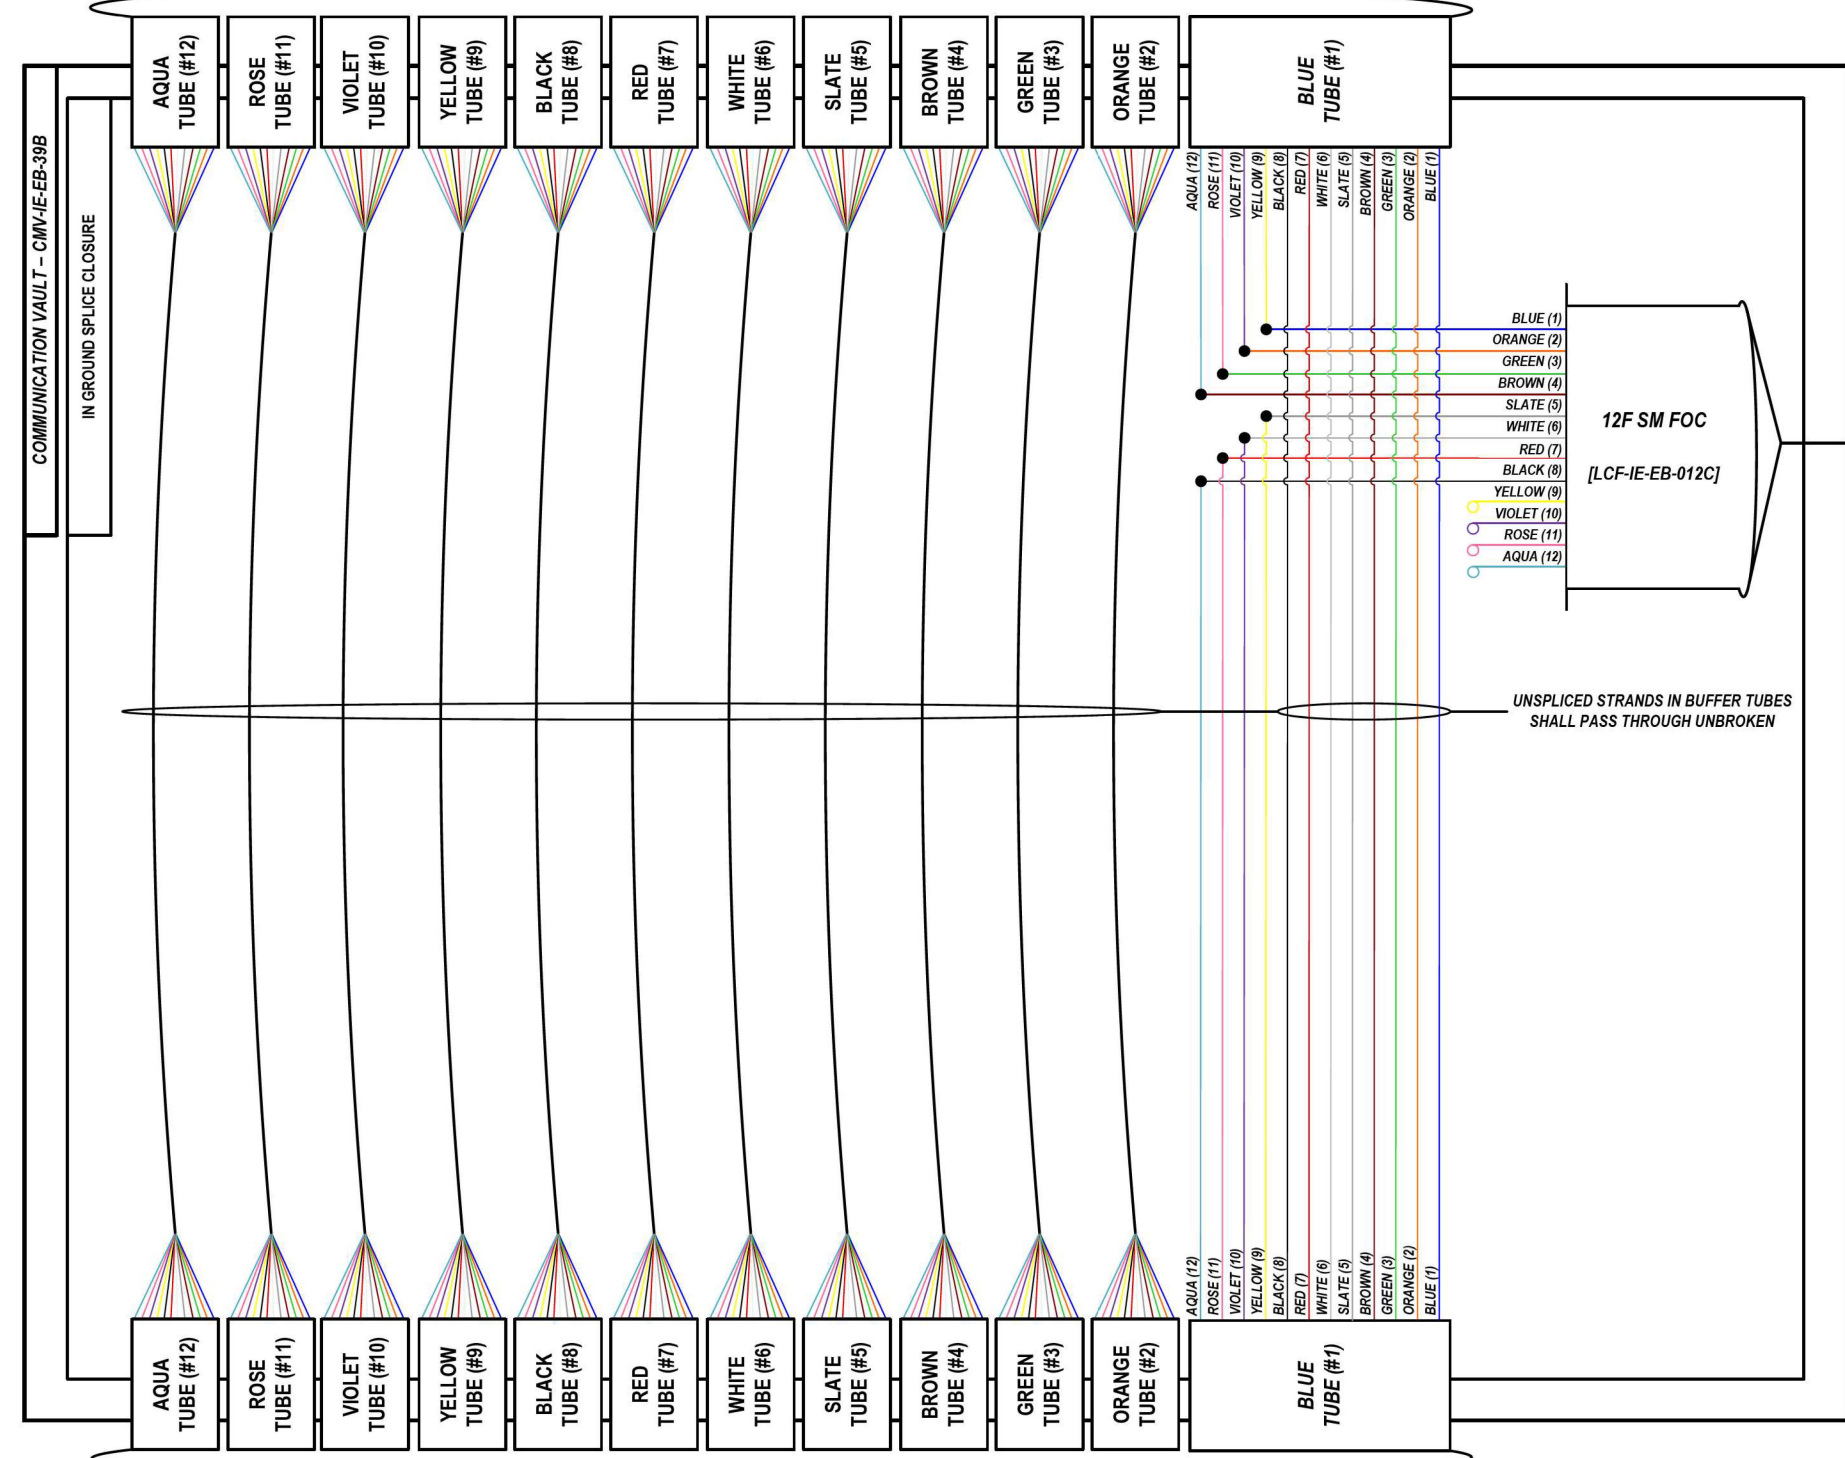 COMMUNICATION VAULT – CMV-IE-EB-39B
IN GROUND SPLICE CLOSURE
AQUA
TUBE (#12)
ROSE
TUBE (#11)
VIOLET
TUBE (#10)
YELLOW
TUBE (#9)
BLACK
TUBE (#8)
RED
TUBE (#7)
WHITE
TUBE (#6)
SLATE
TUBE (#5)
BROWN
TUBE (#4)
GREEN
TUBE (#3)
ORANGE
TUBE (#2)
BLUE
TUBE (#1)
AQUA (12)
ROSE (11)
VIOLET (10)
YELLOW (9)
BLACK (8)
RED (7)
WHITE (6)
SLATE (5)
BROWN (4)
GREEN (3)
ORANGE (2)
BLUE (1)
BLUE (1)
ORANGE (2)
GREEN (3)
BROWN (4)
SLATE (5)
WHITE (6)
RED (7)
BLACK (8)
YELLOW (9)
VIOLET (10)
ROSE (11)
AQUA (12)
12F SM FOC
[LCF-IE-EB-012C]
UNSPLICED STRANDS IN BUFFER TUBES
SHALL PASS THROUGH UNBROKEN
AQUA (12)
ROSE (11)
VIOLET (10)
YELLOW (9)
BLACK (8)
RED (7)
WHITE (6)
SLATE (5)
BROWN (4)
GREEN (3)
ORANGE (2)
BLUE (1)
AQUA
TUBE (#12)
ROSE
TUBE (#11)
VIOLET
TUBE (#10)
YELLOW
TUBE (#9)
BLACK
TUBE (#8)
RED
TUBE (#7)
WHITE
TUBE (#6)
SLATE
TUBE (#5)
BROWN
TUBE (#4)
GREEN
TUBE (#3)
ORANGE
TUBE (#2)
BLUE
TUBE (#1)